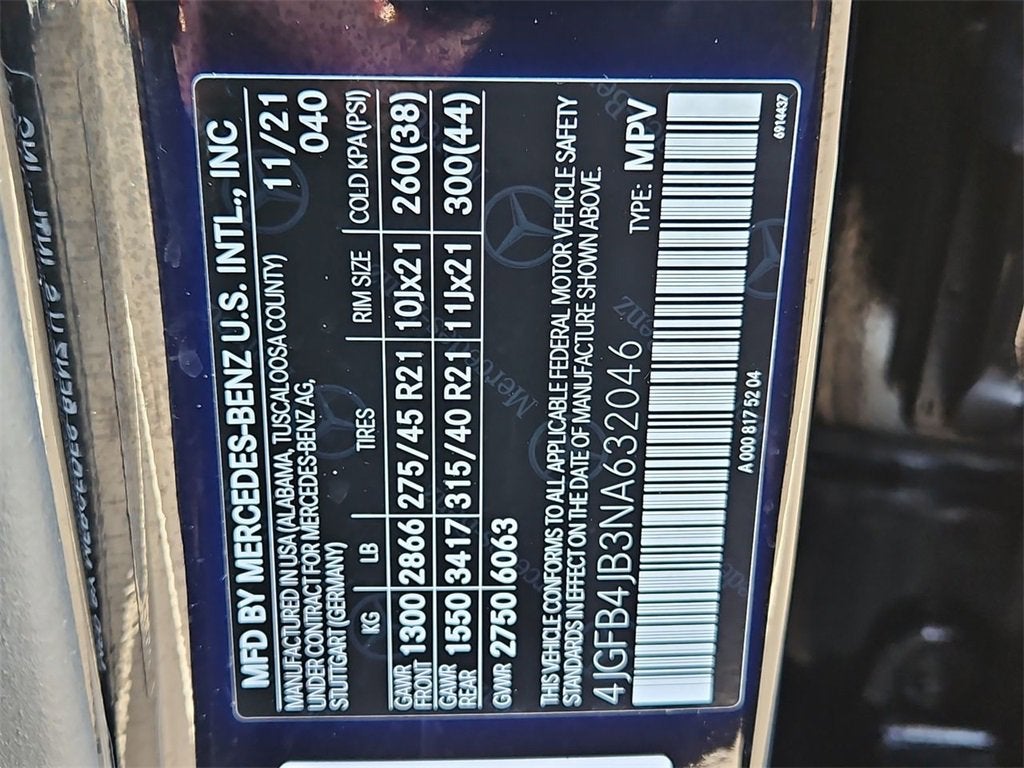 MFD BY MERCEDES-BENZ U.S. INTL., INC
MANUFACTURED IN USA (ALABAMA, TUSCALOOSA COUNTY) 11/21
UNDER CONTRACT FOR MERCEDES-BENZ AG, 040
STUTTGART (GERMANY)
KG LB TIRES RIM SIZE COLD KPA (PSI)
GAWR FRONT 1300 2866 275/45 R21 10Jx21 260(38)
GAWR REAR 1550 3417 315/40 R21 11Jx21 300(44)
GVWR 2750 6063
THIS VEHICLE CONFORMS TO ALL APPLICABLE FEDERAL MOTOR VEHICLE SAFETY
STANDARDS IN EFFECT ON THE DATE OF MANUFACTURE SHOWN ABOVE.
4JGFB4JB3NA632046 TYPE: MPV
A 000 817 52 04 6914437